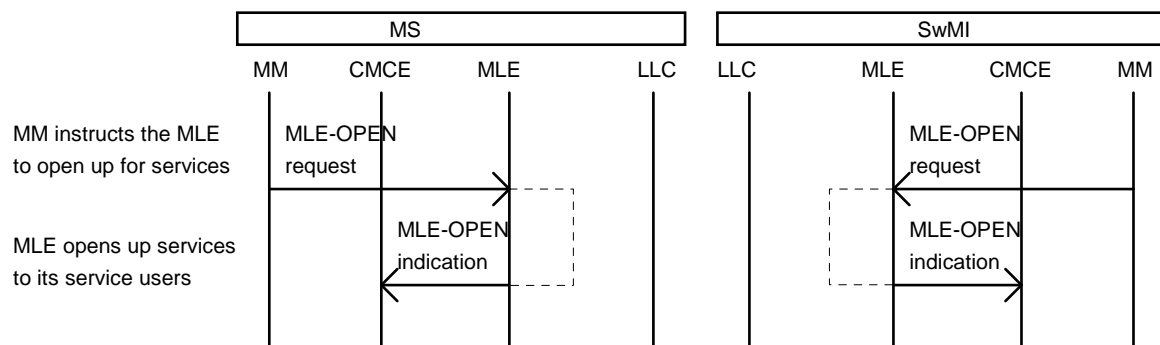 MS SwMI
MM CMCE MLE LLC LLC MLE CMCE MM
MM instructs the MLE
to open up for services
MLE-OPEN
request
MLE-OPEN
request
MLE opens up services
to its service users
MLE-OPEN
indication
MLE-OPEN
indication